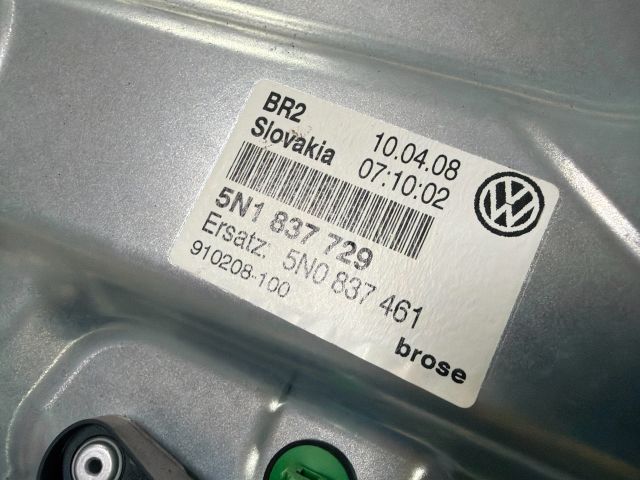 BR2
Slovakia
10.04.08
07:10:02
5N1 837 729
Ersatz: 5N0 837 461
910208-100
brose